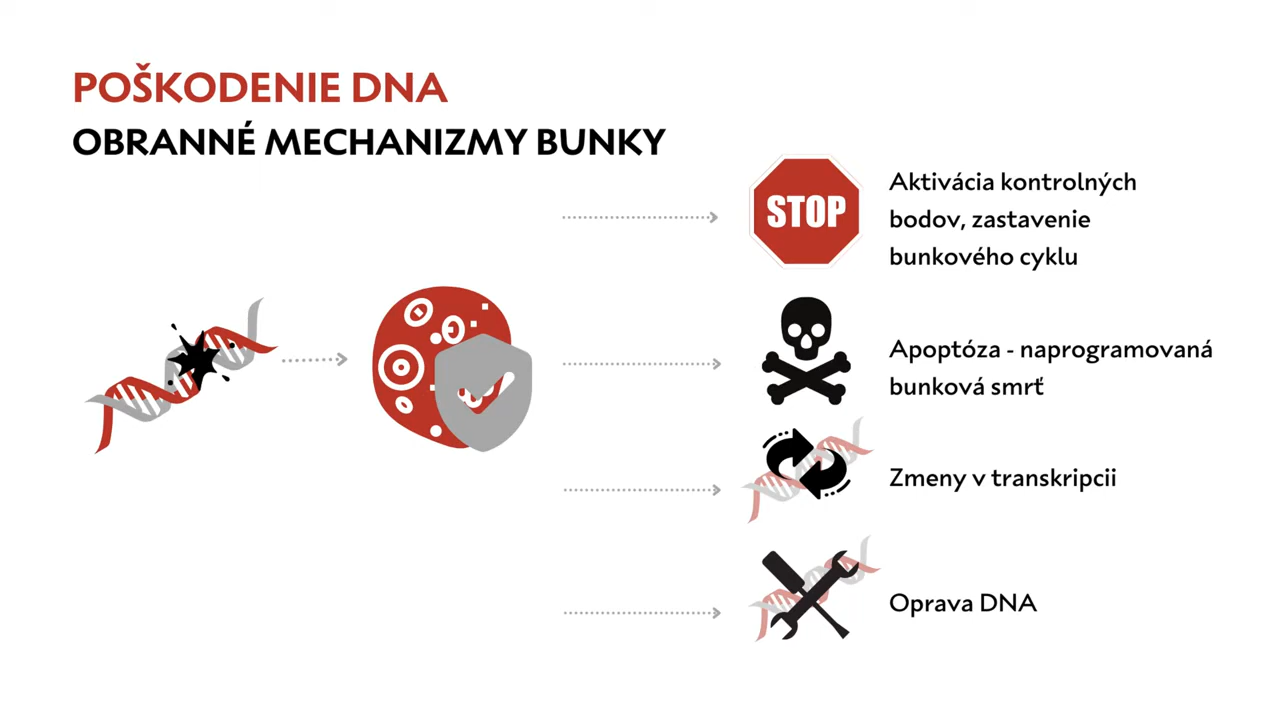 POŠKODENIE DNA
OBRANNÉ MECHANIZMY BUNKY
STOP
Aktivácia kontrolných
bodov, zastavenie
bunkového cyklu
Apoptóza - naprogramovaná
bunková smrť
Zmeny v transkripcii
Oprava DNA